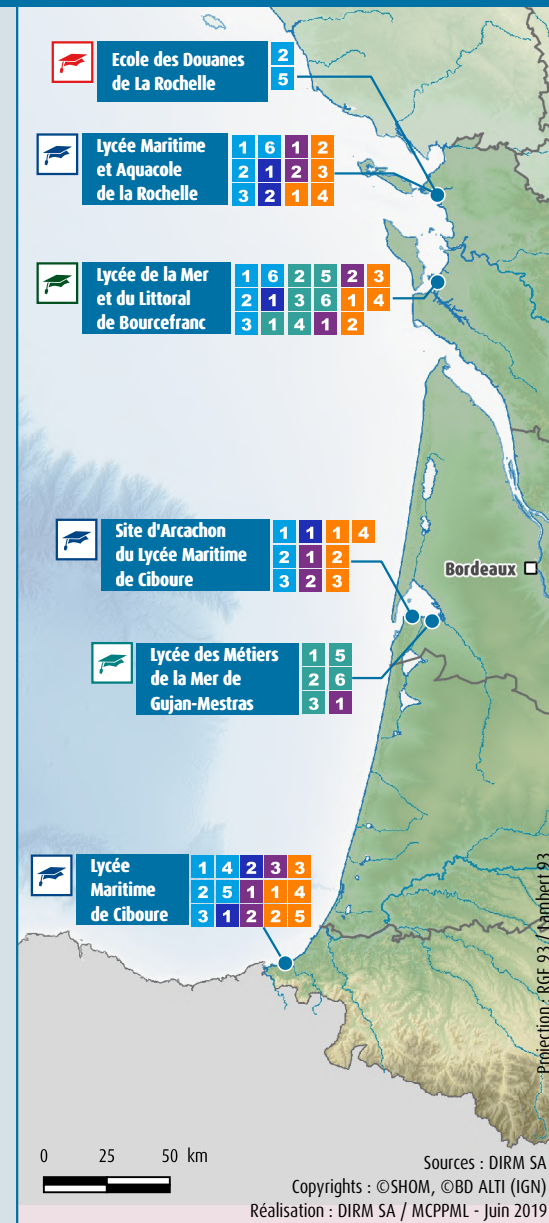 Ecole des Douanes
de La Rochelle
2
5
Lycée Maritime
et Aquacole
de la Rochelle
1 6 1 2
2 1 2 3
3 2 1 4
Lycée de la Mer
et du Littoral
de Bourcefranc
1 6 2 5 2 3
2 1 3 6 1 4
3 1 4 1 2
Site d'Arcachon
du Lycée Maritime
de Ciboure
1 1 1 4
2 1 2
3 2 3
Bordeaux
Lycée des Métiers
de la Mer de
Gujan-Mestras
1 5
2 6
3 1
Lycée
Maritime
de Ciboure
1 4 2 3 3
2 5 1 1 4
3 1 2 2 5
Projection : RGF 93 / Lambert 93
0 25 50 km
Sources : DIRM SA
Copyrights : ©SHOM, ©BD ALTI (IGN)
Réalisation : DIRM SA / MCPPML - Juin 2019